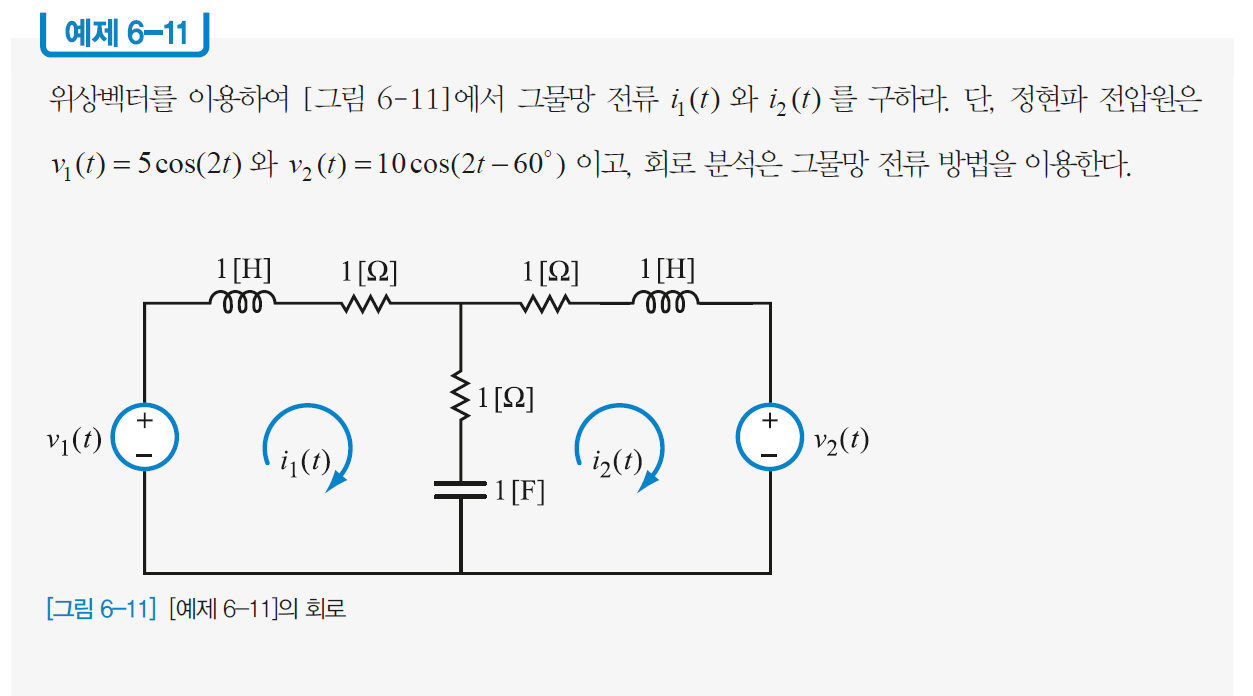 예제 6-11
위상벡터를 이용하여 [그림 6-11]에서 그물망 전류 i₁(t) 와 i₂(t) 를 구하라. 단, 정현파 전압원은
v₁(t) = 5cos(2t) 와 v₂(t) = 10cos(2t − 60°) 이고, 회로 분석은 그물망 전류 방법을 이용한다.
1[H] 1[Ω] 1[Ω] 1[H]
1[Ω]
v₁(t) + − i₁(t) i₂(t) + − v₂(t)
1[F]
[그림 6-11] [예제 6-11]의 회로